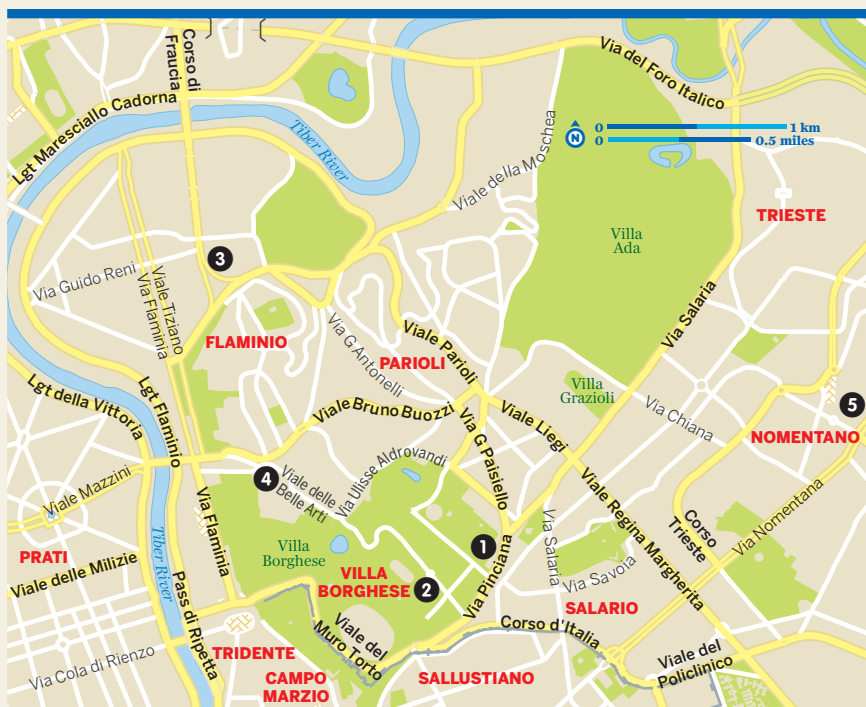 Corso di
Fraucia
Via del Foro Italico
Lgt Maresciallo Cadorna
Tiber River
N
0
1 km
0
0.5 miles
Viale della Moschea
TRIESTE
Villa
Ada
3
Via Guido Reni
Viale Tiziano
Via Flaminia
Via Salaria
FLAMINIO
Via G Antonelli
Viale Parioli
PARIOLI
Villa
Grazioli
Via Chiana
5
NOMENTANO
Lgt della Vittoria
Lgt Flaminio
Viale Bruno Buozzi
Viale Liegi
Via G Paisiello
Viale Mazzini
4
Viale delle
Belle Arti
Via Ulisse Aldrovandi
Viale Regina Margherita
Via Flaminia
Via Nomentana
Corso
Trieste
Tiber River
Villa
Borghese
1
Via Salaria
PRATI
Viale delle Milizie
VILLA
BORGHESE
2
Via Pinciana
Via Savoia
SALARIO
Pass di Ripetta
Corso d'Italia
Viale del
Muro Torto
Via Cola di Rienzo
TRIDENTE
CAMPO
MARZIO
SALLUSTIANO
Viale del
Policlinico